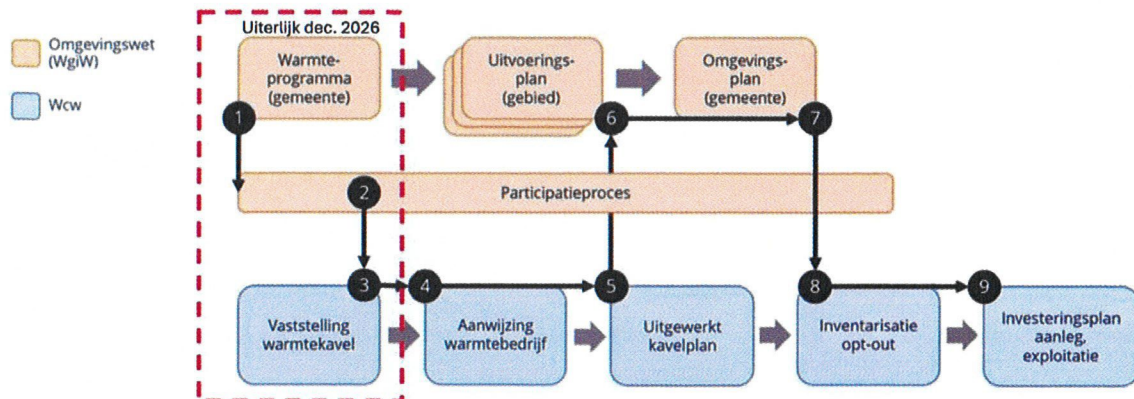 Uiterlijk dec. 2026
Omgevingswet
(WgiW)
Wcw
Warmte-
programma
(gemeente)
Uitvoerings-
plan
(gebied)
Omgevings-
plan
(gemeente)
1
6
7
2
Participatieproces
3
4
5
8
9
Vaststelling
warmtekavel
Aanwijzing
warmtebedrijf
Uitgewerkt
kavelplan
Inventarisatie
opt-out
Investeringsplan
aanleg,
exploitatie